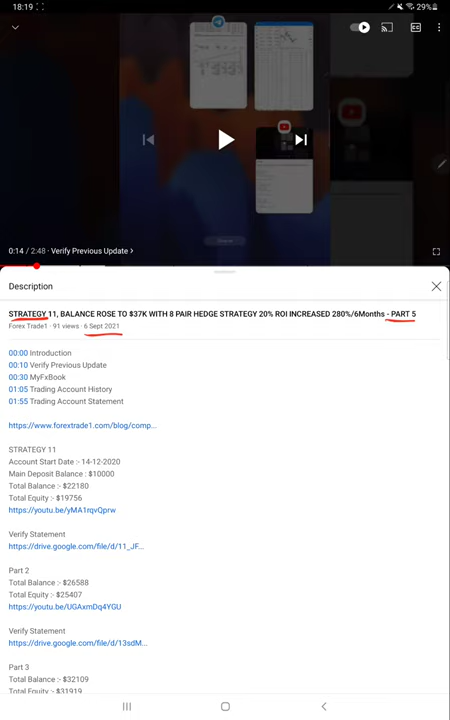 18:19
29%
0:14 / 2:48 · Verify Previous Update >
Description
STRATEGY 11, BALANCE ROSE TO $37K WITH 8 PAIR HEDGE STRATEGY 20% ROI INCREASED 280%/6Months - PART 5
Forex Trade1 · 91 views · 6 Sept 2021
00:00 Introduction
00:10 Verify Previous Update
00:30 MyFxBook
01:05 Trading Account History
01:55 Trading Account Statement
https://www.forextrade1.com/blog/comp...
STRATEGY 11
Account Start Date :- 14-12-2020
Main Deposit Balance : $10000
Total Balance :- $22180
Total Equity :- $19756
https://youtu.be/yMA1rqvQprw
Verify Statement
https://drive.google.com/file/d/11_JF...
Part 2
Total Balance :- $26588
Total Equity :- $25407
https://youtu.be/UGAxmDq4YGU
Verify Statement
https://drive.google.com/file/d/13sdM...
Part 3
Total Balance :- $32109
Total Equity :- $31919